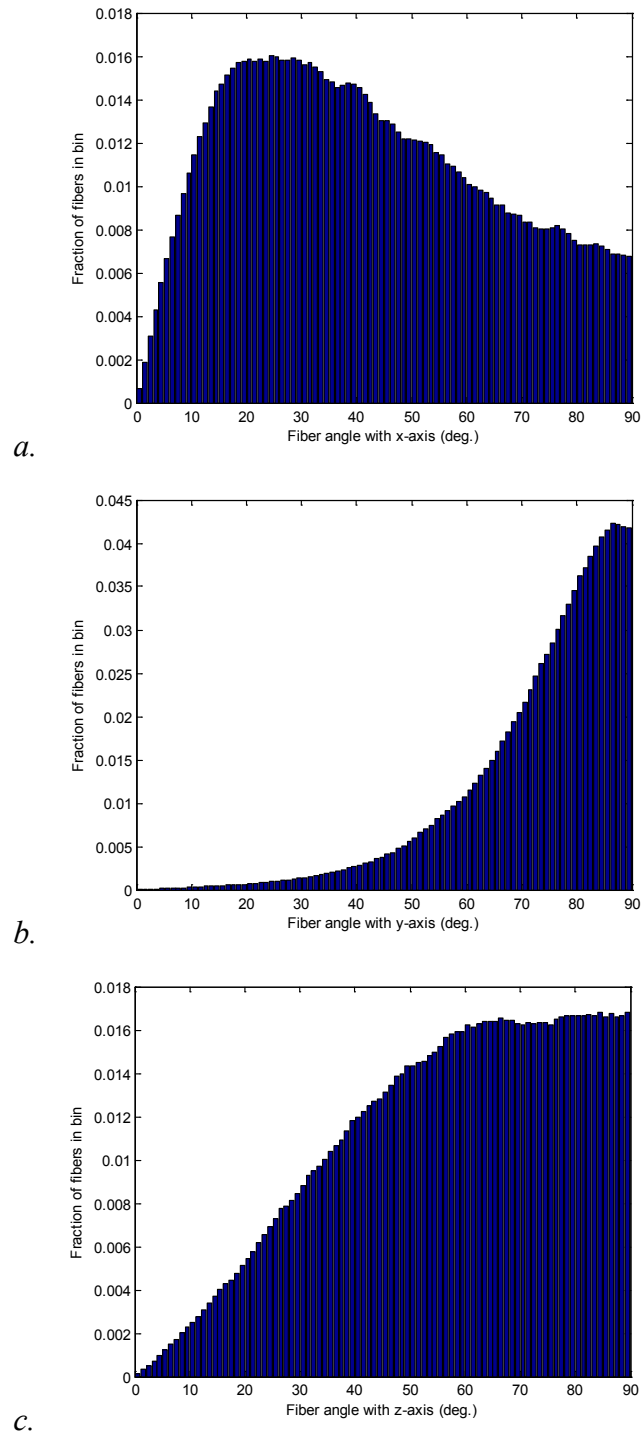 0.018
0.016
0.014
0.012
0.01
0.008
0.006
0.004
0.002
0
Fraction of fibers in bin
0 10 20 30 40 50 60 70 80 90
Fiber angle with x-axis (deg.)
a.
0.045
0.04
0.035
0.03
0.025
0.02
0.015
0.01
0.005
0
Fraction of fibers in bin
0 10 20 30 40 50 60 70 80 90
Fiber angle with y-axis (deg.)
b.
0.018
0.016
0.014
0.012
0.01
0.008
0.006
0.004
0.002
0
Fraction of fibers in bin
0 10 20 30 40 50 60 70 80 90
Fiber angle with z-axis (deg.)
c.